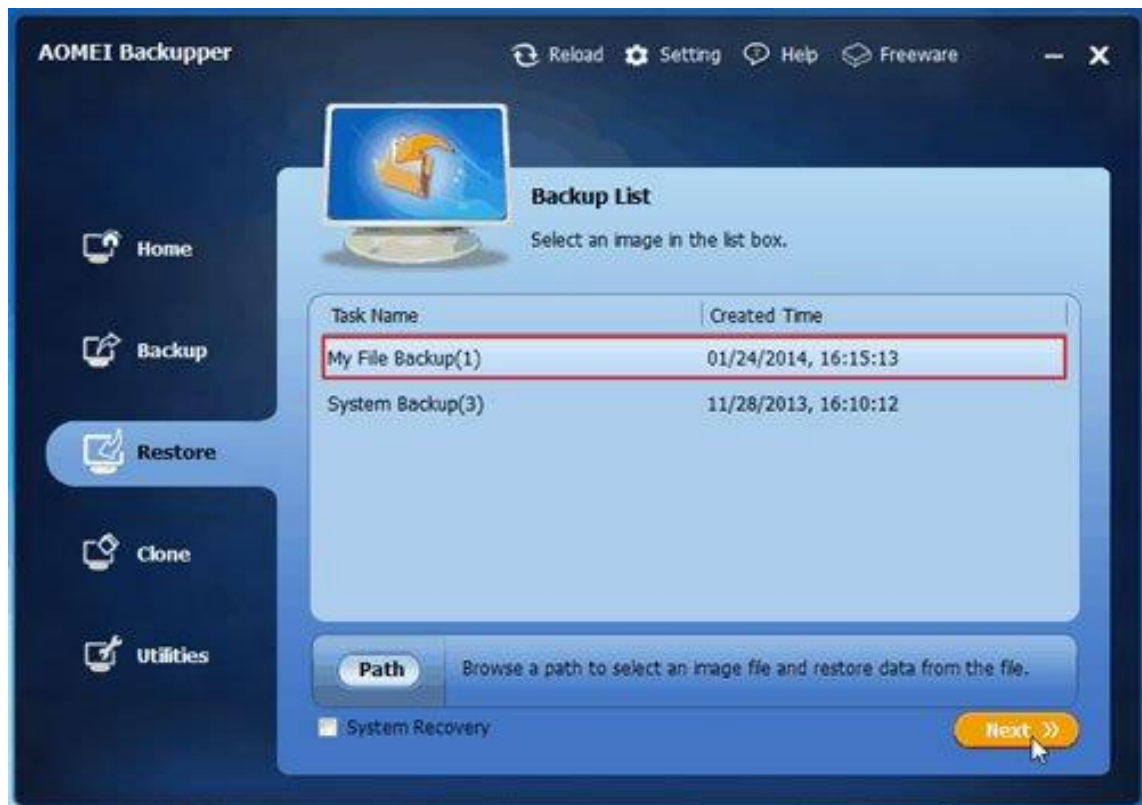 AOMEI Backupper
Reload Setting Help Freeware
Backup List
Select an image in the list box.
Home
Backup
Restore
Clone
Utilities
Task Name Created Time
My File Backup(1) 01/24/2014, 16:15:13
System Backup(3) 11/28/2013, 16:10:12
Path Browse a path to select an image file and restore data from the file.
System Recovery
Next